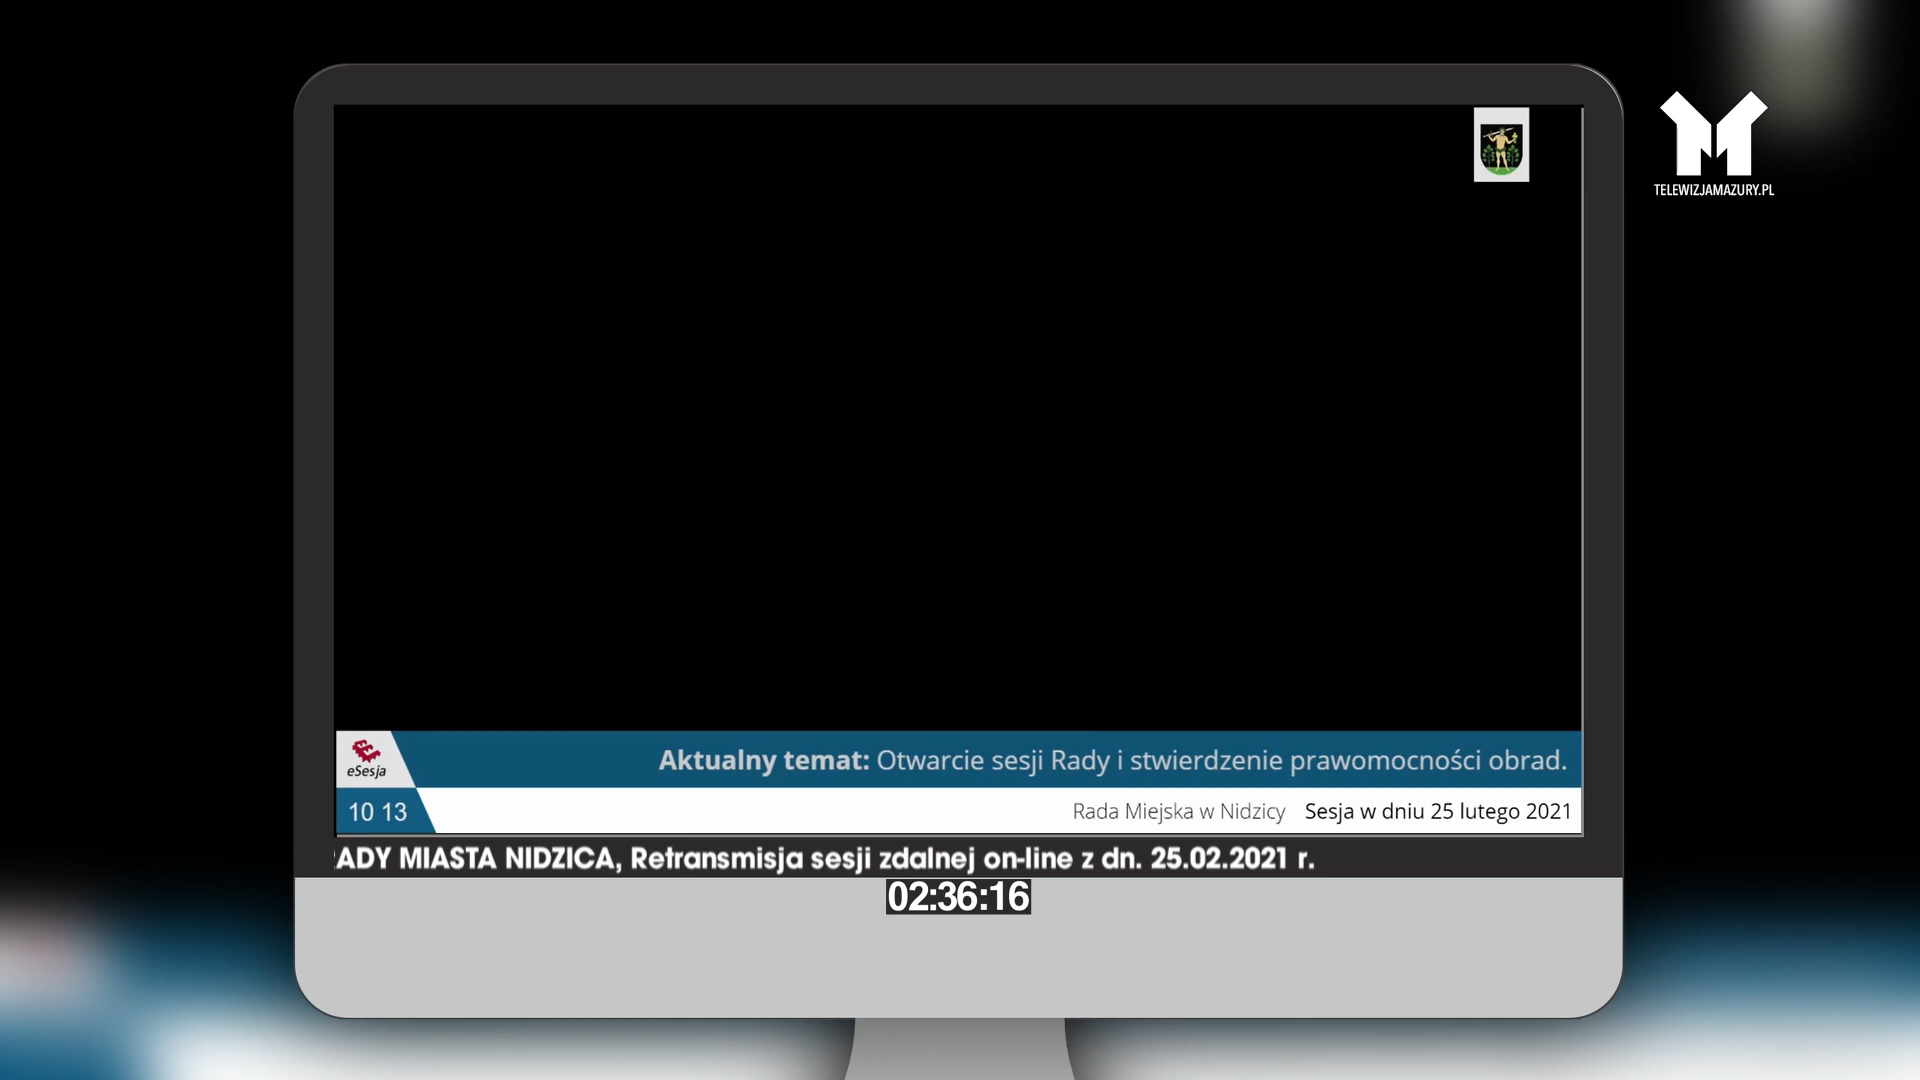 TELEWIZJAMAZURY.PL
eSesja
Aktualny temat: Otwarcie sesji Rady i stwierdzenie prawomocności obrad.
10 13
Rada Miejska w Nidzicy Sesja w dniu 25 lutego 2021
ADY MIASTA NIDZICA, Retransmisja sesji zdalnej on-line z dn. 25.02.2021 r.
02:36:16